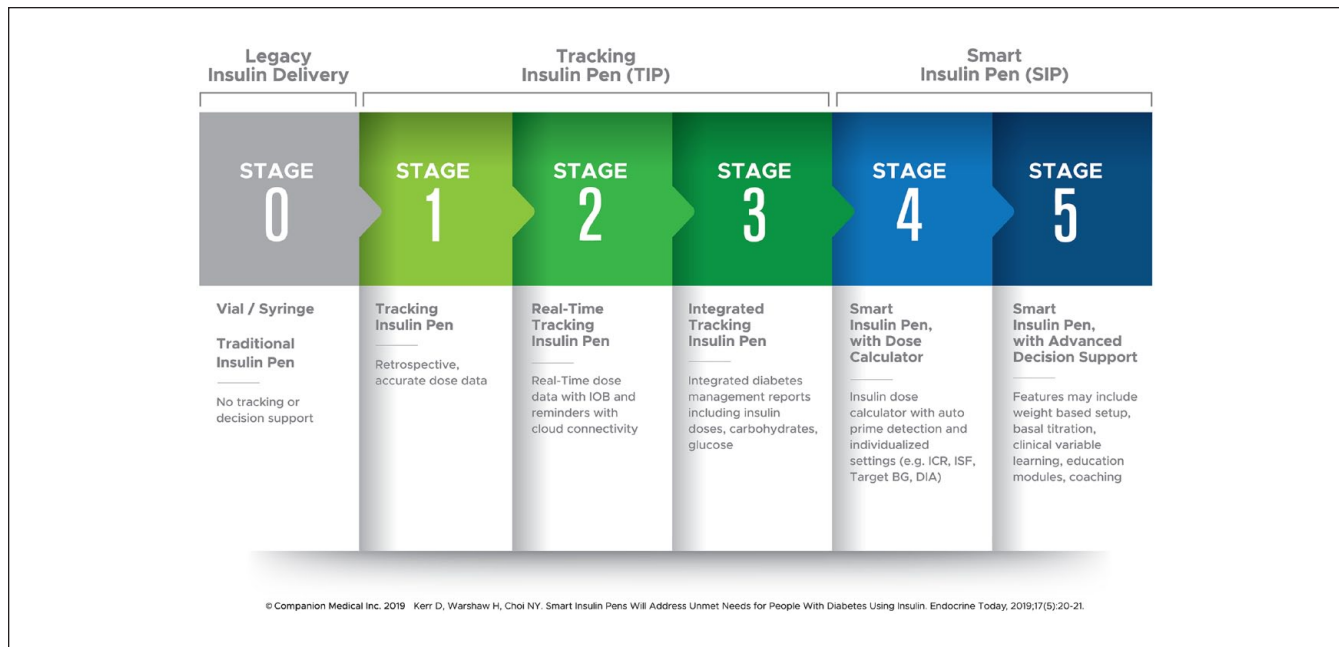 Legacy
Insulin Delivery
Tracking
Insulin Pen (TIP)
Smart
Insulin Pen (SIP)
STAGE
0
STAGE
1
STAGE
2
STAGE
3
STAGE
4
STAGE
5
Vial / Syringe
Traditional
Insulin Pen
No tracking or
decision support
Tracking
Insulin Pen
Retrospective,
accurate dose data
Real-Time
Tracking
Insulin Pen
Real-Time dose
data with IOB and
reminders with
cloud connectivity
Integrated
Tracking
Insulin Pen
Integrated diabetes
management reports
including insulin
doses, carbohydrates,
glucose
Smart
Insulin Pen,
with Dose
Calculator
Insulin dose
calculator with auto
prime detection and
individualized
settings (e.g. ICR, ISF,
Target BG, DIA)
Smart
Insulin Pen,
with Advanced
Decision Support
Features may include
weight based setup,
basal titration,
clinical variable
learning, education
modules, coaching
© Companion Medical Inc. 2019 Kerr D, Warshaw H, Choi NY. Smart Insulin Pens Will Address Unmet Needs for People With Diabetes Using Insulin. Endocrine Today, 2019;17(5):20-21.